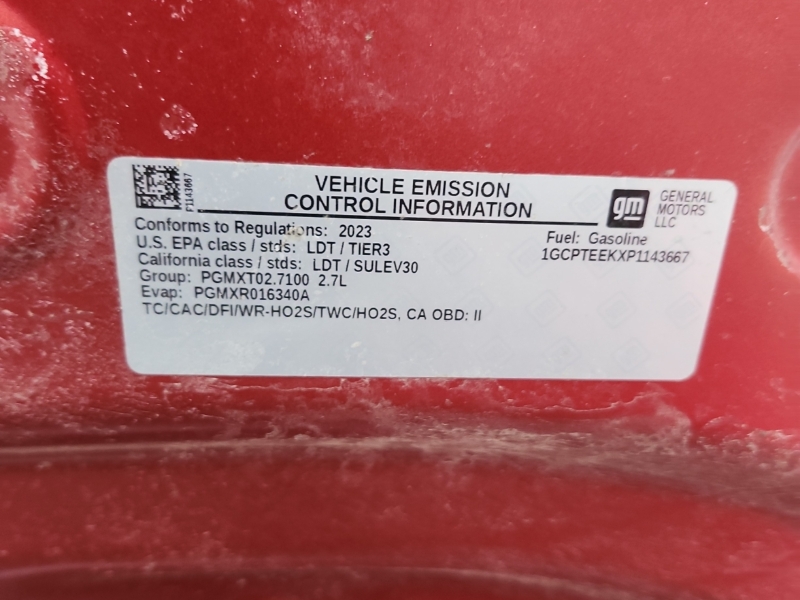 F1143667
VEHICLE EMISSION
CONTROL INFORMATION
gm
GENERAL
MOTORS
LLC
Conforms to Regulations: 2023
Fuel: Gasoline
U.S. EPA class / stds: LDT / TIER3
1GCPTEEKXP1143667
California class / stds: LDT / SULEV30
Group: PGMXT02.7100 2.7L
Evap: PGMXR016340A
TC/CAC/DFI/WR-HO2S/TWC/HO2S, CA OBD: II